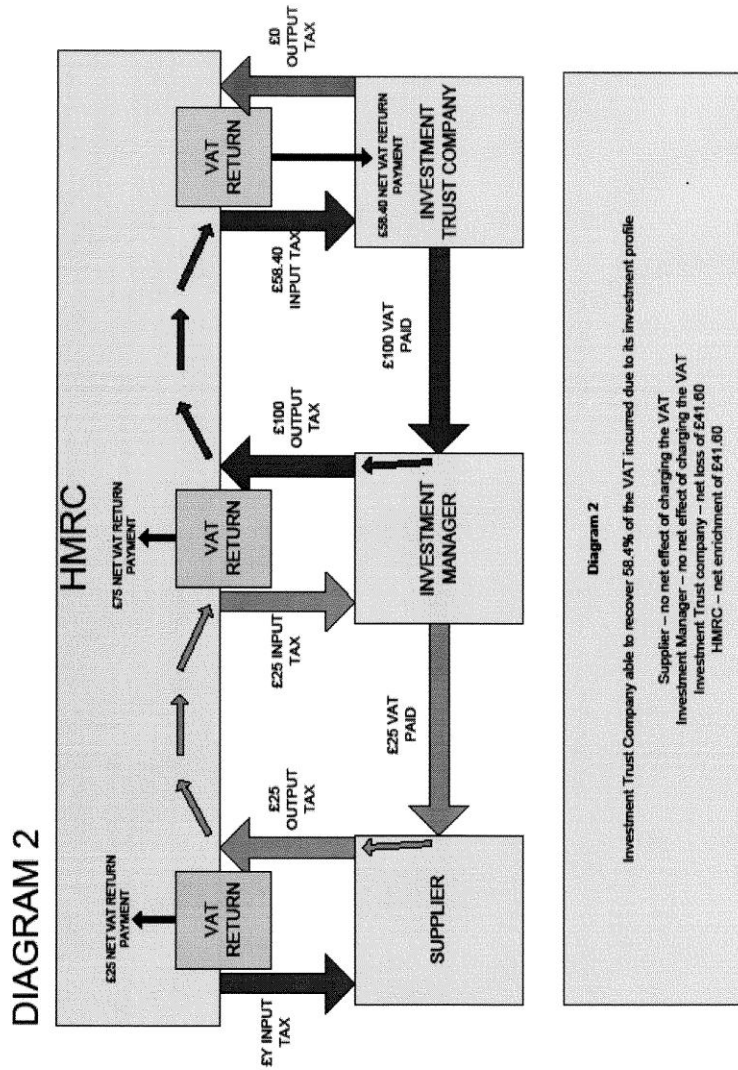 DIAGRAM 2
HMRC
£25 NET VAT RETURN
PAYMENT
£75 NET VAT RETURN
PAYMENT
VAT
RETURN
VAT
RETURN
VAT
RETURN
£Y INPUT
TAX
£25
OUTPUT
TAX
£25 INPUT
TAX
£100
OUTPUT
TAX
£58.40
INPUT TAX
£0
OUTPUT
TAX
SUPPLIER
£25 VAT
PAID
INVESTMENT
MANAGER
£100 VAT
PAID
£58.40 NET VAT RETURN
PAYMENT
INVESTMENT
TRUST COMPANY
Diagram 2
Investment Trust Company able to recover 58.4% of the VAT incurred due to its investment profile
Supplier – no net effect of charging the VAT
Investment Manager – no net effect of charging the VAT
Investment Trust company – net loss of £41.60
HMRC – net enrichment of £41.60